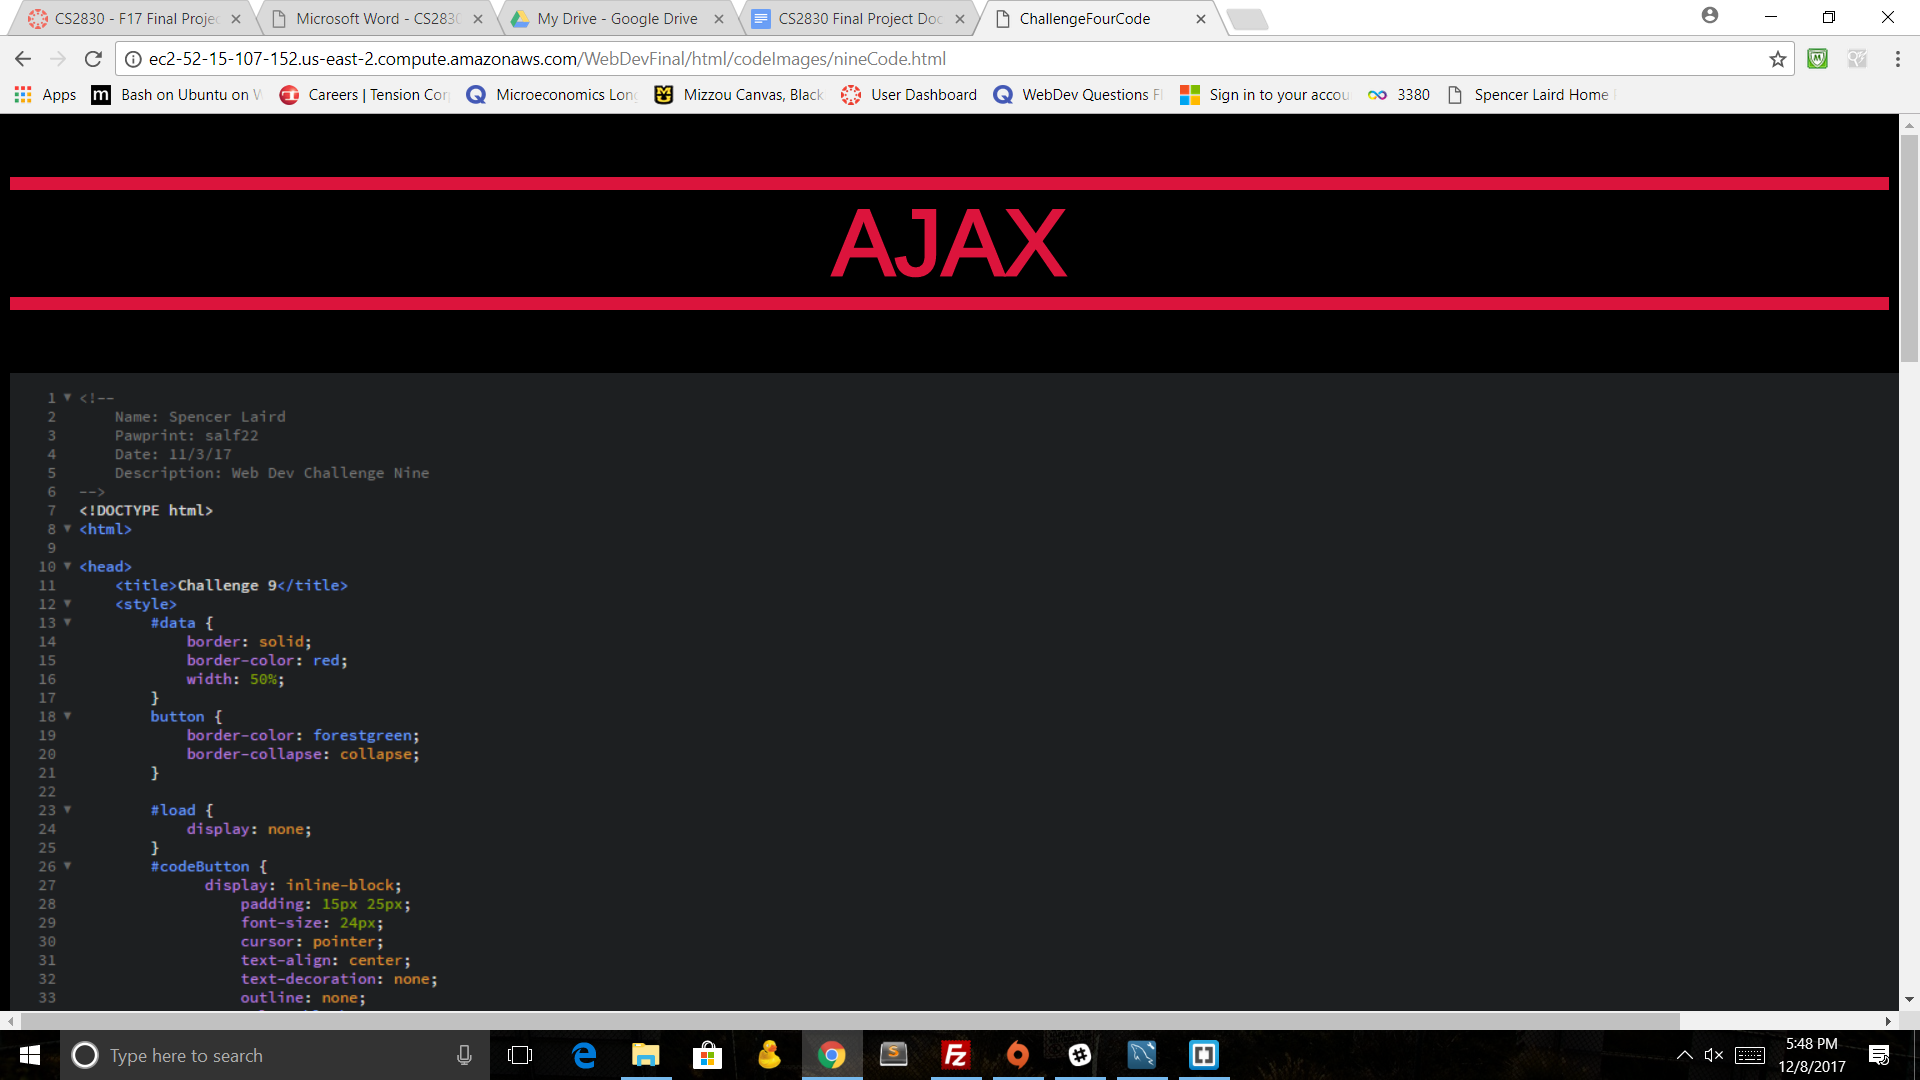 CS2830 - F17 Final Projec
Microsoft Word - CS2830
My Drive - Google Drive
CS2830 Final Project Doc
ChallengeFourCode
ec2-52-15-107-152.us-east-2.compute.amazonaws.com/WebDevFinal/html/codeImages/nineCode.html
Apps
m
Bash on Ubuntu on W
Careers | Tension Cor
Microeconomics Long
Mizzou Canvas, Black
User Dashboard
WebDev Questions Fl
Sign in to your accou
3380
Spencer Laird Home
AJAX
1 <!--
2 Name: Spencer Laird
3 Pawprint: salf22
4 Date: 11/3/17
5 Description: Web Dev Challenge Nine
6 -->
7 <!DOCTYPE html>
8 <html>
9
10 <head>
11 <title>Challenge 9</title>
12 <style>
13 #data {
14 border: solid;
15 border-color: red;
16 width: 50%;
17 }
18 button {
19 border-color: forestgreen;
20 border-collapse: collapse;
21 }
22
23 #load {
24 display: none;
25 }
26 #codeButton {
27 display: inline-block;
28 padding: 15px 25px;
29 font-size: 24px;
30 cursor: pointer;
31 text-align: center;
32 text-decoration: none;
33 outline: none;
Type here to search
5:48 PM
12/8/2017